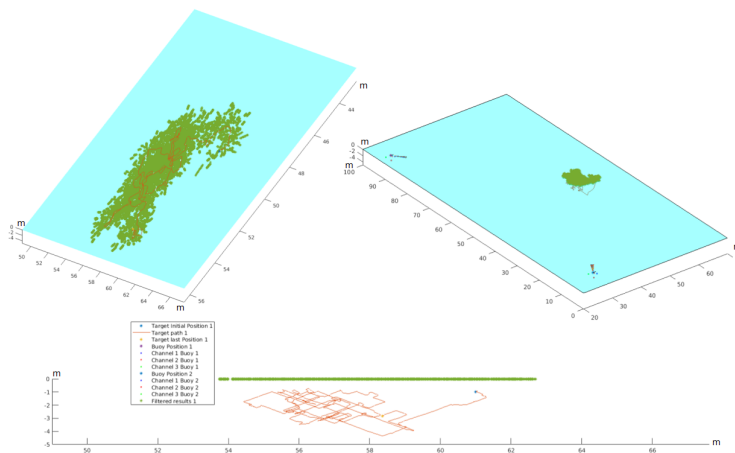 m
44
46
48
50
52
54
56
m
0
-2
-4
50 52 54 56 58 60 62 64 66
m
m
0
-2
-4
m
100
90
80
70
60
50
40
30
20
10
0
20 30 40 50 60
Target Initial Position 1
Target path 1
Target last Position 1
Buoy Position 1
Channel 1 Buoy 1
Channel 2 Buoy 1
Channel 3 Buoy 1
Buoy Position 2
Channel 1 Buoy 2
Channel 2 Buoy 2
Channel 3 Buoy 2
Filtered results 1
m
0
-1
-2
-3
-4
-5
50 52 54 56 58 60 62 64 66
m